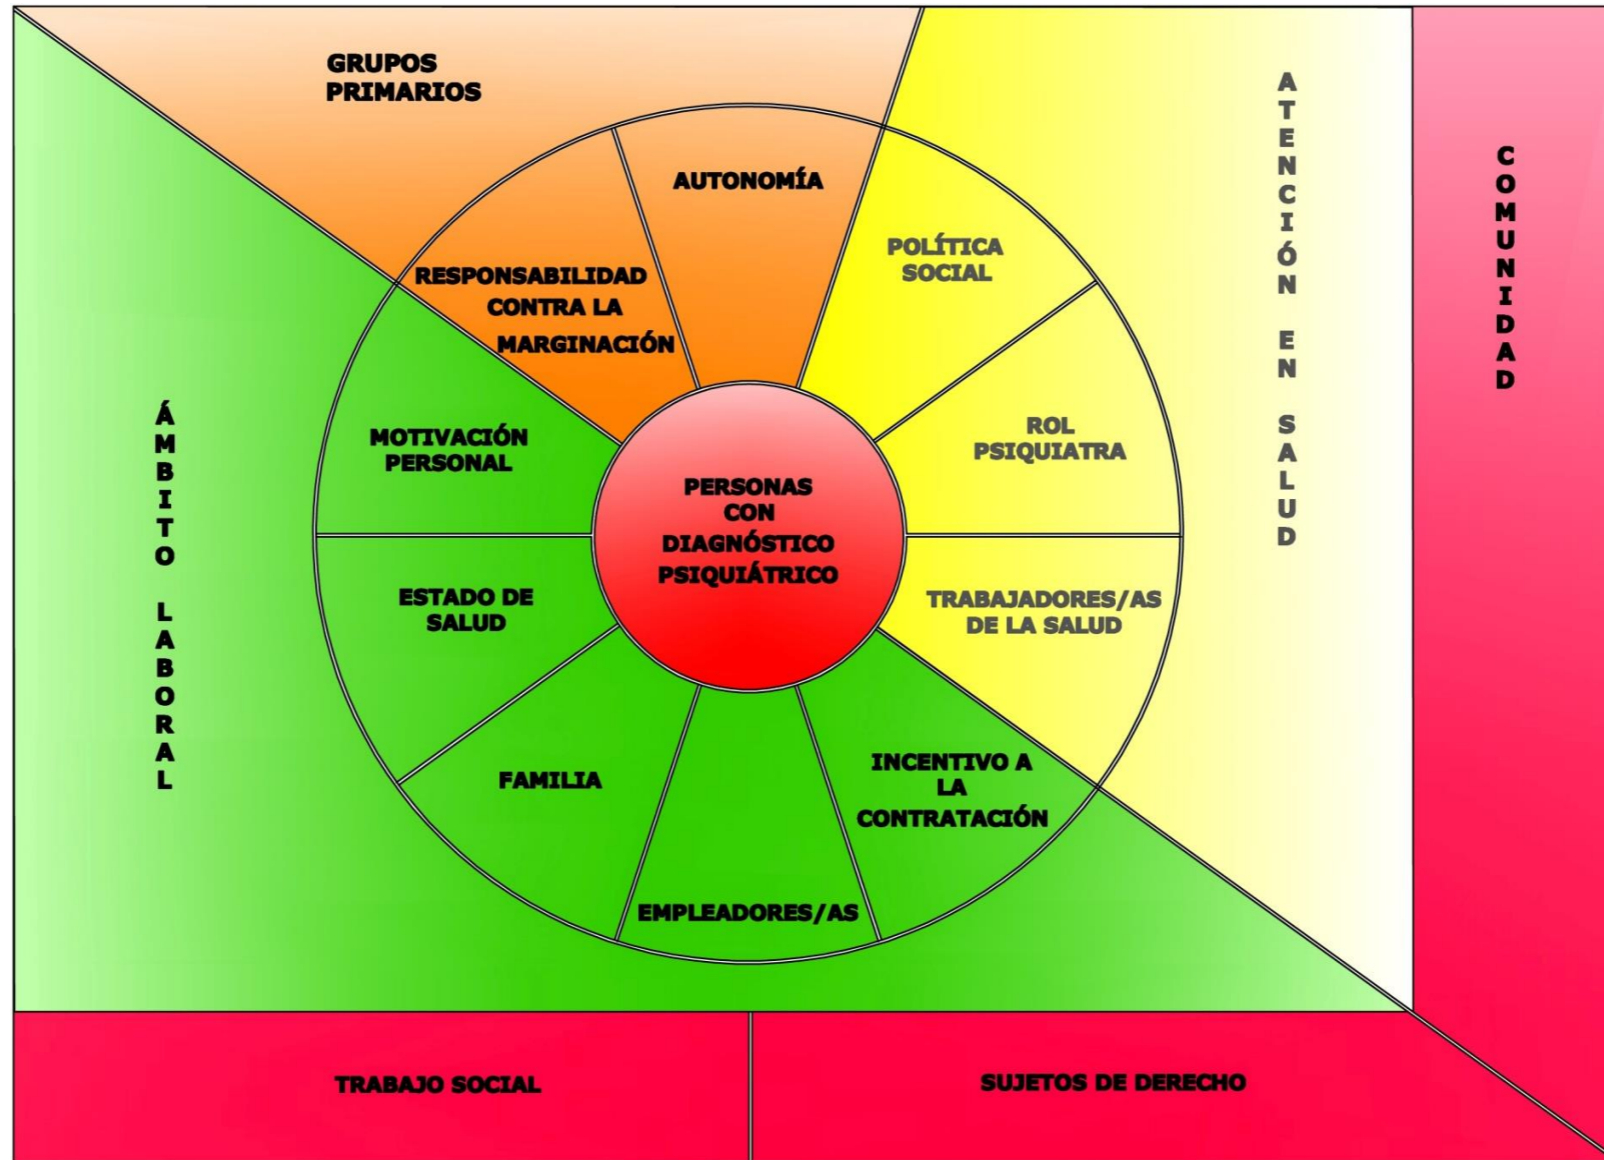 GRUPOS
PRIMARIOS
AUTONOMÍA
RESPONSABILIDAD
CONTRA LA
MARGINACIÓN
POLÍTICA
SOCIAL
ROL
PSIQUIATRA
TRABAJADORES/AS
DE LA SALUD
INCENTIVO A
LA
CONTRATACIÓN
EMPLEADORES/AS
FAMILIA
ESTADO DE
SALUD
MOTIVACIÓN
PERSONAL
PERSONAS
CON
DIAGNÓSTICO
PSIQUIÁTRICO
ÁMBITO LABORAL
ATENCIÓN EN SALUD
COMUNIDAD
TRABAJO SOCIAL
SUJETOS DE DERECHO